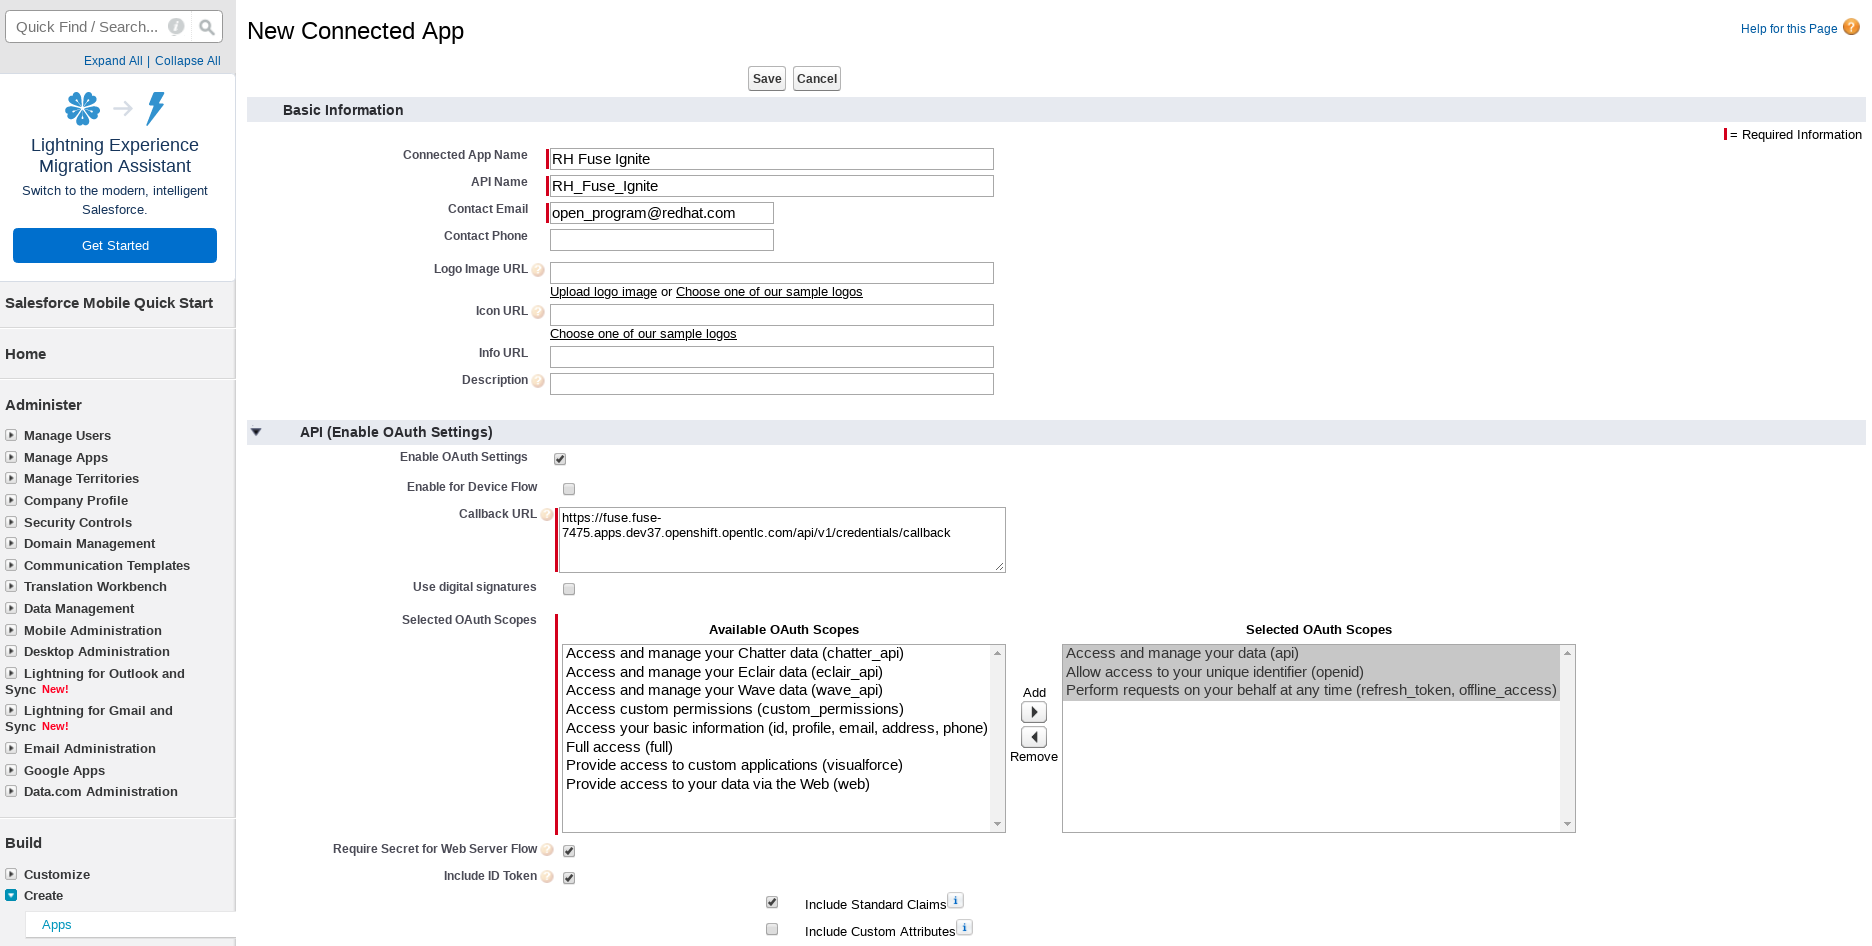 Quick Find / Search...
Expand All | Collapse All
Lightning Experience
Migration Assistant
Switch to the modern, intelligent
Salesforce.
Get Started
Salesforce Mobile Quick Start
Home
Administer
Manage Users
Manage Apps
Manage Territories
Company Profile
Security Controls
Domain Management
Communication Templates
Translation Workbench
Data Management
Mobile Administration
Desktop Administration
Lightning for Outlook and
Sync New!
Lightning for Gmail and
Sync New!
Email Administration
Google Apps
Data.com Administration
Build
Customize
Create
Apps
New Connected App
Help for this Page ?
Save Cancel
Basic Information
= Required Information
Connected App Name RH Fuse Ignite
API Name RH_Fuse_Ignite
Contact Email open_program@redhat.com
Contact Phone
Logo Image URL ?
Upload logo image or Choose one of our sample logos
Icon URL ?
Choose one of our sample logos
Info URL
Description ?
API (Enable OAuth Settings)
Enable OAuth Settings
Enable for Device Flow
Callback URL ? https://fuse.fuse-
7475.apps.dev37.openshift.opentlc.com/api/v1/credentials/callback
Use digital signatures
Selected OAuth Scopes
Available OAuth Scopes
Access and manage your Chatter data (chatter_api)
Access and manage your Eclair data (eclair_api)
Access and manage your Wave data (wave_api)
Access custom permissions (custom_permissions)
Access your basic information (id, profile, email, address, phone)
Full access (full)
Provide access to custom applications (visualforce)
Provide access to your data via the Web (web)
Add
Remove
Selected OAuth Scopes
Access and manage your data (api)
Allow access to your unique identifier (openid)
Perform requests on your behalf at any time (refresh_token, offline_access)
Require Secret for Web Server Flow ?
Include ID Token ?
Include Standard Claims i
Include Custom Attributes i